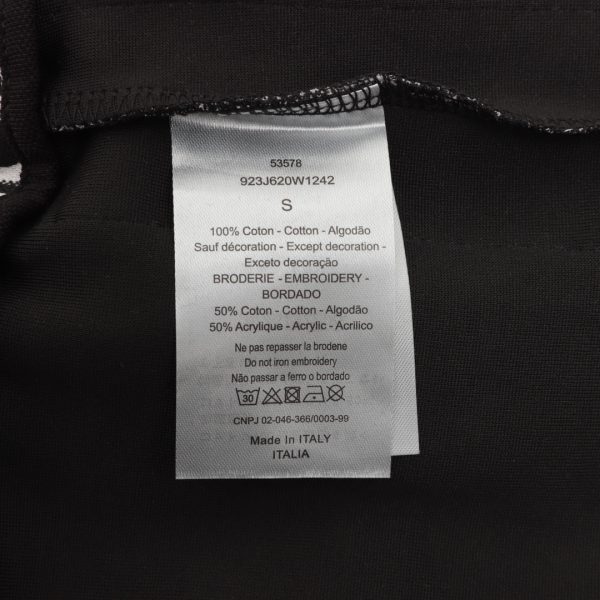 53578
923J620W1242
S
100% Coton - Cotton - Algodão
Sauf décoration - Except decoration -
Exceto decoração
BRODERIE - EMBROIDERY -
BORDADO
50% Coton - Cotton - Algodão
50% Acrylique - Acrylic - Acrilico
Ne pas repasser la brodene
Do not iron embroidery
Não passar a ferro o bordado
30
CNPJ 02-046-366/0003-99
Made In ITALY
ITALIA